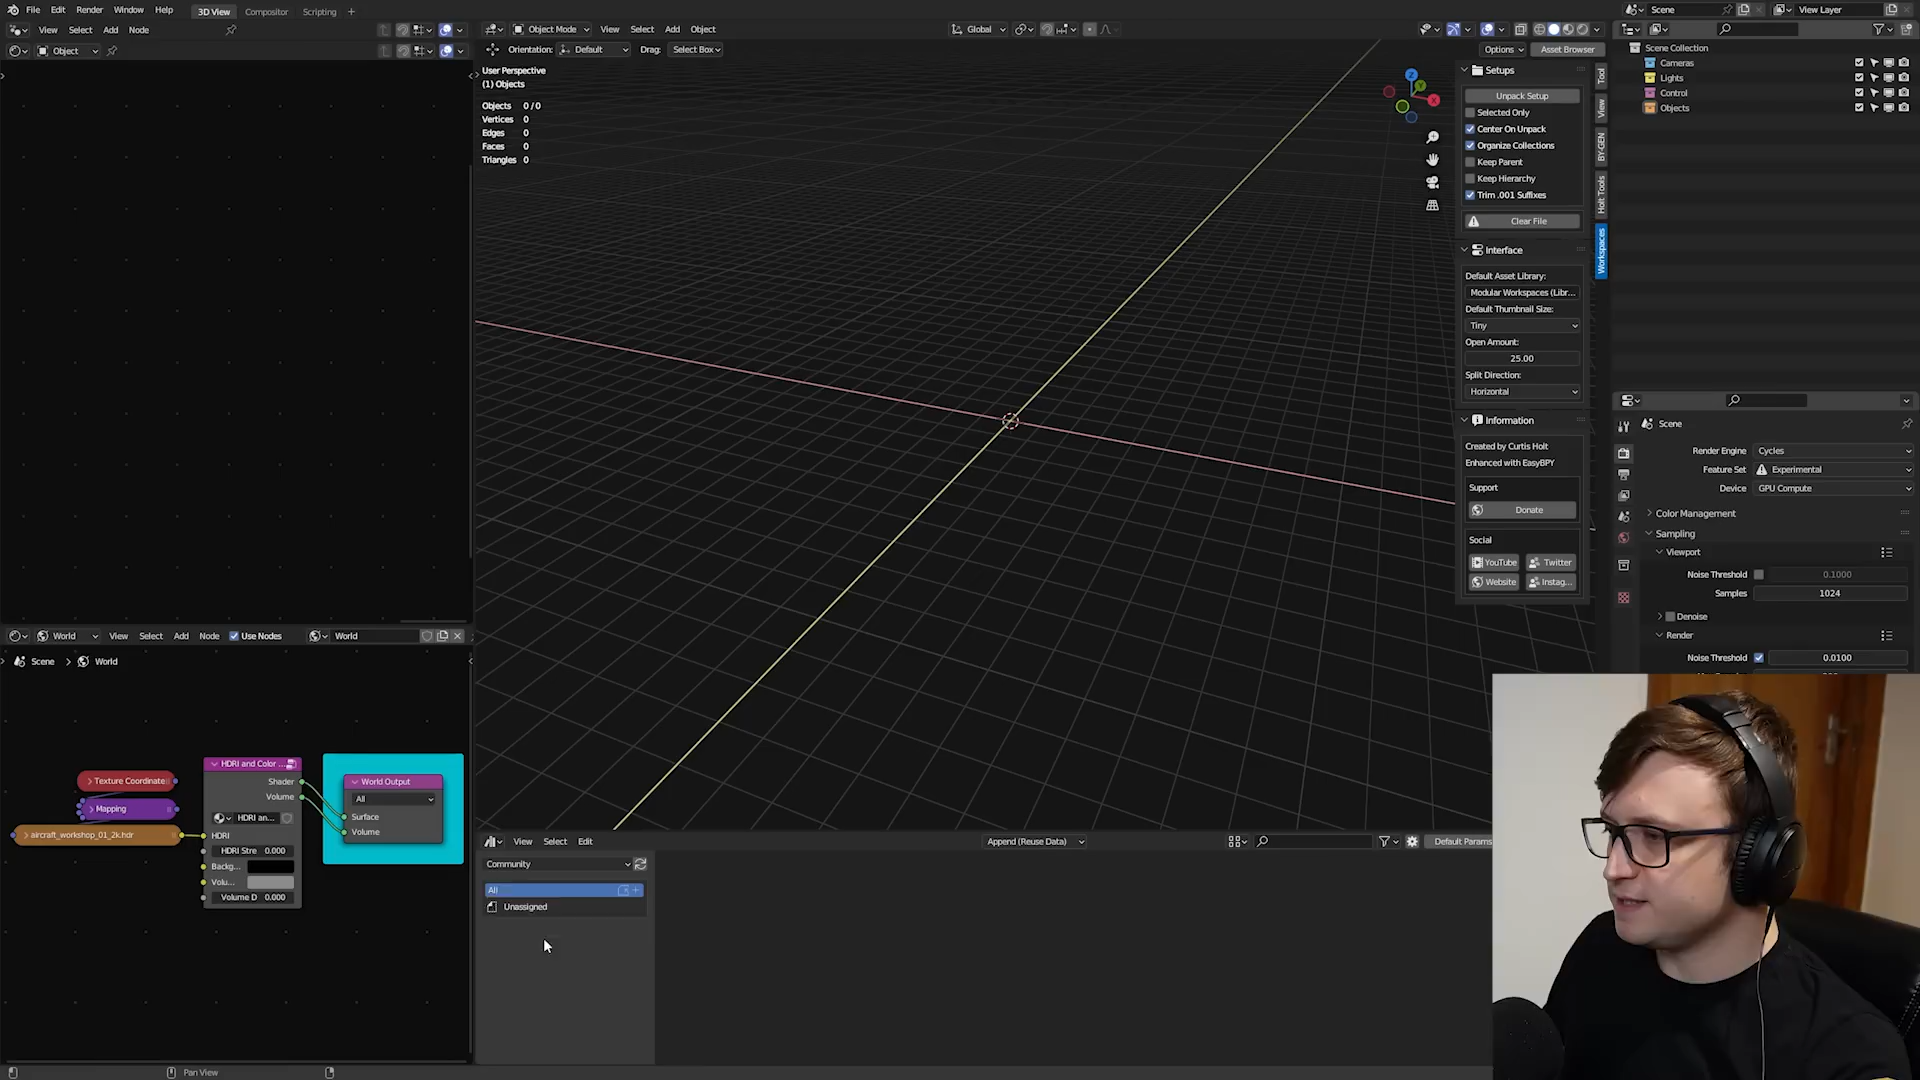 File Edit Render Window Help 3D View Compositor Scripting + Scene View Layer
View Select Add Node Object Mode View Select Add Object Global
Object Orientation: Default Drag: Select Box Options Asset Browser
User Perspective
(1) Objects
Objects 0 / 0
Vertices 0
Edges 0
Faces 0
Triangles 0
Setups
Unpack Setup
Selected Only
Center On Unpack
Organize Collections
Keep Parent
Keep Hierarchy
Trim .001 Suffixes
Clear File
Interface
Default Asset Library:
Modular Workspaces (Libr...
Default Thumbnail Size:
Tiny
Open Amount:
25.00
Split Direction:
Horizontal
Information
Created by Curtis Holt
Enhanced with EasyBPY
Support
Donate
Social
YouTube Twitter
Website Instag...
Tool
View
BY-GEN
Holt Tools
Workspaces
Z
Y
X
Scene Collection
Cameras
Lights
Control
Objects
Scene
Render Engine Cycles
Feature Set Experimental
Device GPU Compute
Color Management
Sampling
Viewport
Noise Threshold 0.1000
Samples 1024
Denoise
Render
Noise Threshold 0.0100
World View Select Add Node Use Nodes World
Scene World
Texture Coordinate
Mapping
aircraft_workshop_01_2k.hdr
HDRI and Color ...
Shader
Volume
HDRI an...
HDRI
HDRI Stre 0.000
Backg...
Volu...
Volume D 0.000
World Output
All
Surface
Volume
View Select Edit Append (Reuse Data) Default Params
Community
All
Unassigned
Pan View